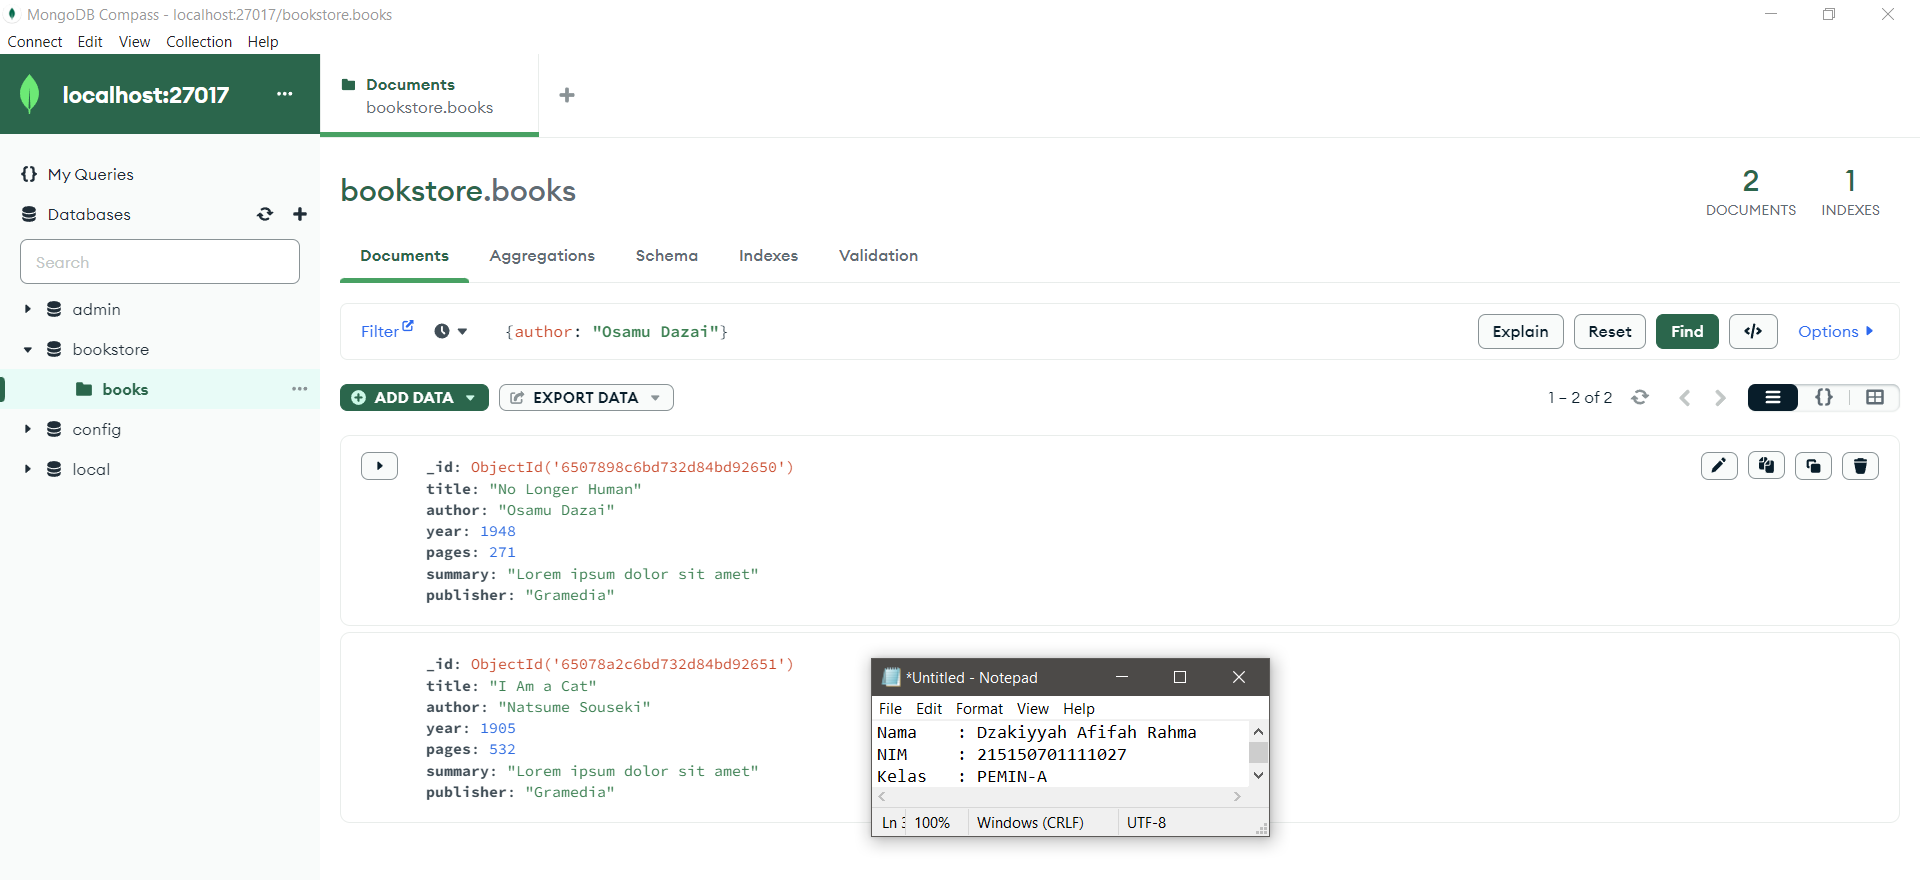 MongoDB Compass - localhost:27017/bookstore.books
Connect Edit View Collection Help
localhost:27017 ···
Documents
bookstore.books
+
{} My Queries
Databases
Search
admin
bookstore
books ···
config
local
bookstore.books
2
DOCUMENTS
1
INDEXES
Documents Aggregations Schema Indexes Validation
Filter {author: "Osamu Dazai"} Explain Reset Find </> Options
ADD DATA EXPORT DATA 1 – 2 of 2 {}
_id: ObjectId('6507898c6bd732d84bd92650')
title: "No Longer Human"
author: "Osamu Dazai"
year: 1948
pages: 271
summary: "Lorem ipsum dolor sit amet"
publisher: "Gramedia"
_id: ObjectId('65078a2c6bd732d84bd92651')
title: "I Am a Cat"
author: "Natsume Souseki"
year: 1905
pages: 532
summary: "Lorem ipsum dolor sit amet"
publisher: "Gramedia"
*Untitled - Notepad
File Edit Format View Help
Nama : Dzakiyyah Afifah Rahma
NIM : 215150701111027
Kelas : PEMIN-A
Ln 100% Windows (CRLF) UTF-8